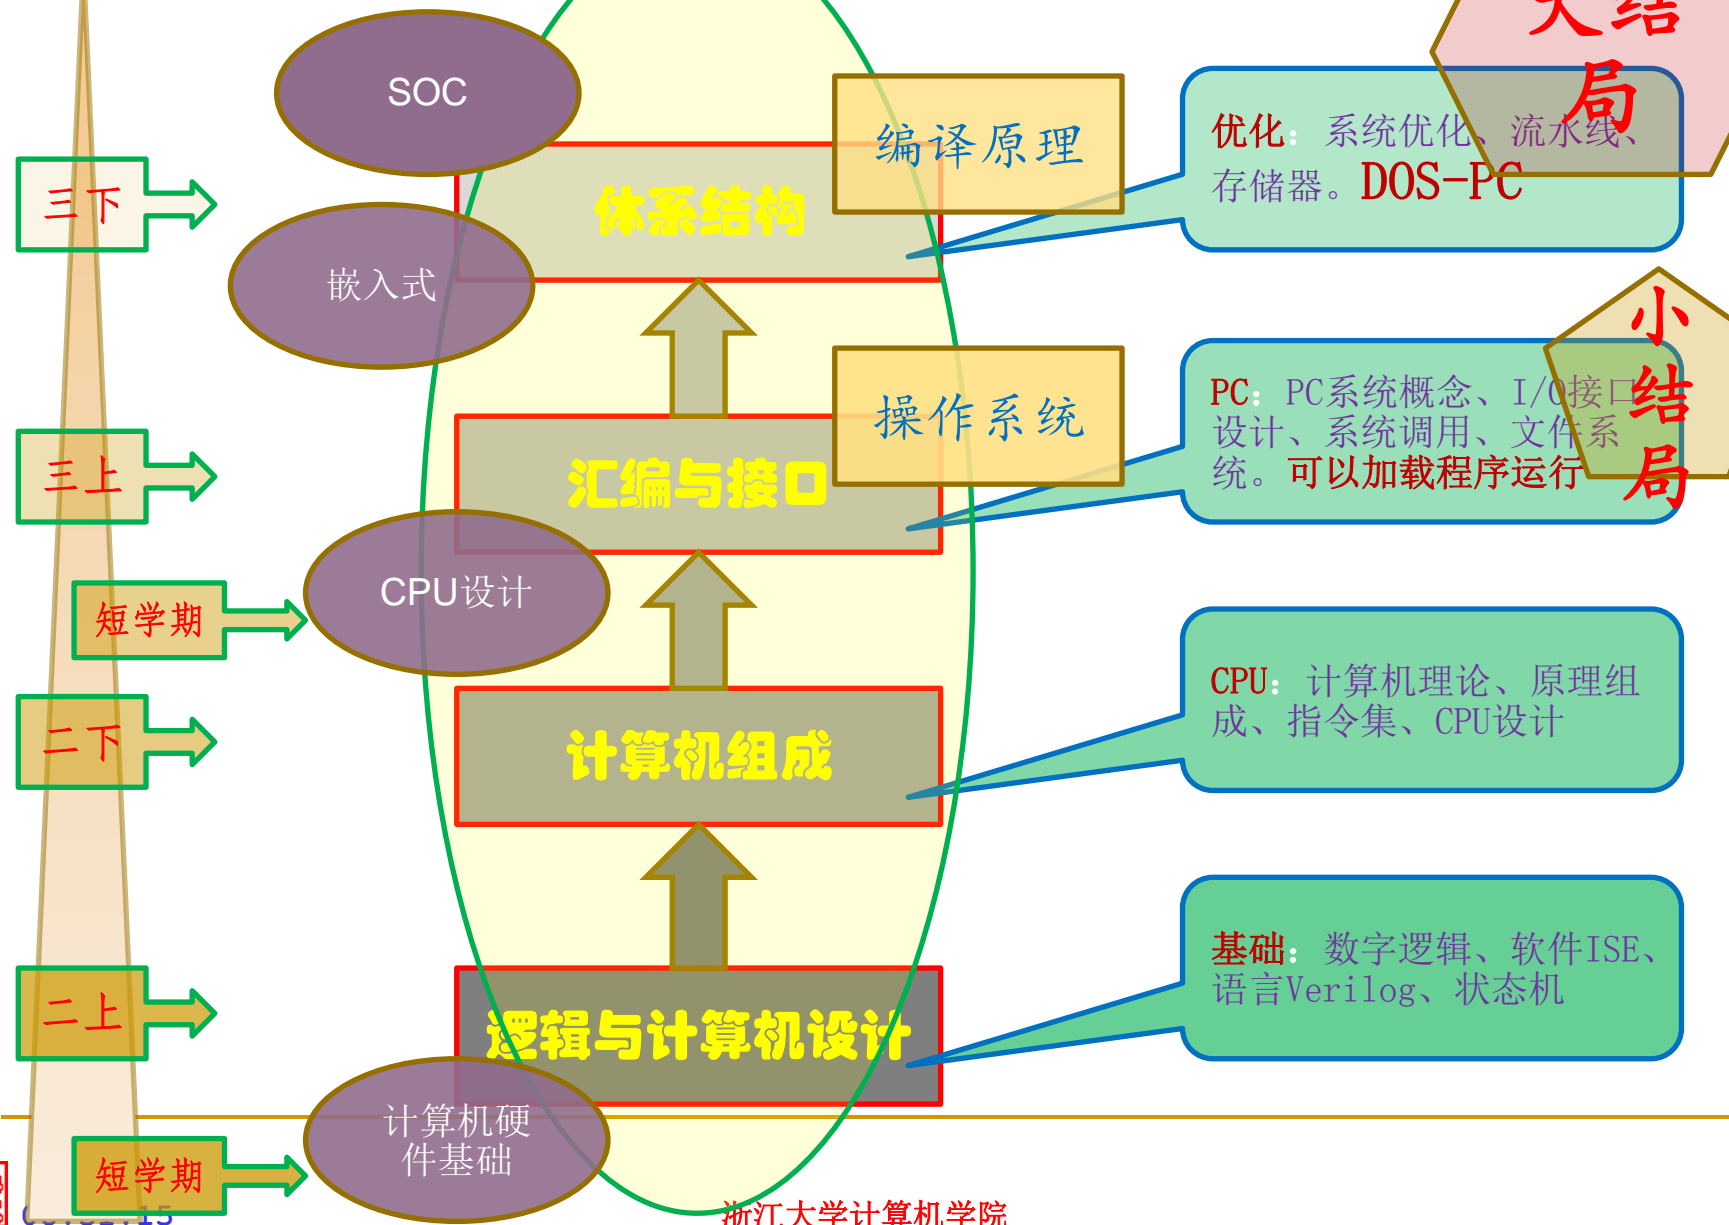 大结
局
SOC
编译原理
优化：系统优化、流水线、
存储器。DOS-PC
三下
体系结构
嵌入式
小
结
局
操作系统
PC：PC系统概念、I/O接口
设计、系统调用、文件系
统。可以加载程序运行
三上
汇编与接口
短学期
CPU设计
CPU：计算机理论、原理组
成、指令集、CPU设计
二下
计算机组成
基础：数字逻辑、软件ISE、
语言Verilog、状态机
二上
逻辑与计算机设计
计算机硬
件基础
短学期
浙江大学计算机学院